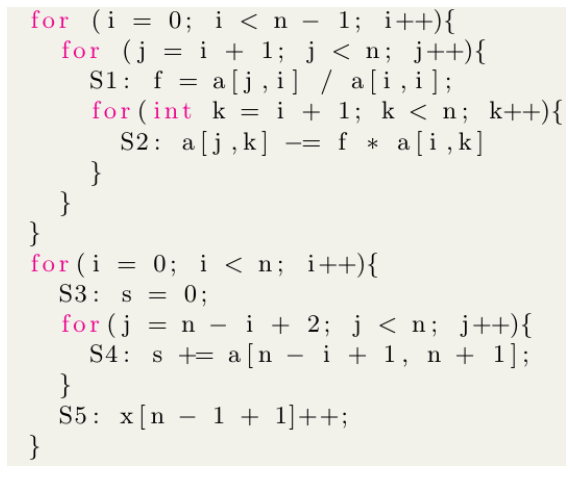 for (i = 0; i < n - 1; i++){
for (j = i + 1; j < n; j++){
S1: f = a[j,i] / a[i,i];
for(int k = i + 1; k < n; k++){
S2: a[j,k] -= f * a[i,k]
}
}
}
for(i = 0; i < n; i++){
S3: s = 0;
for(j = n - i + 2; j < n; j++){
S4: s += a[n - i + 1, n + 1];
}
S5: x[n - 1 + 1]++;
}